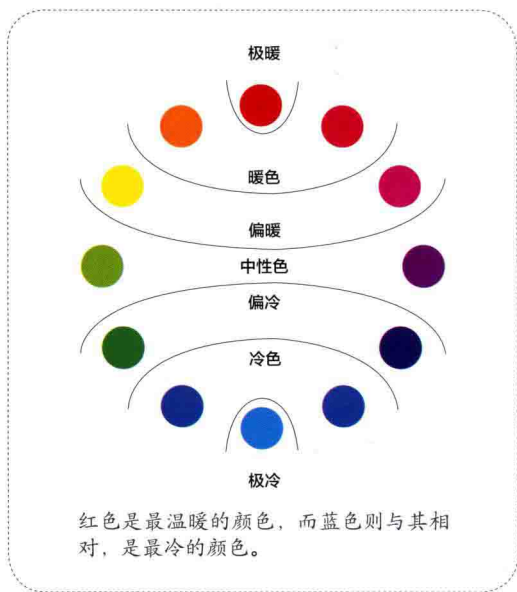 极暖
暖色
偏暖
中性色
偏冷
冷色
极冷
红色是最温暖的颜色，而蓝色则与其相
对，是最冷的颜色。